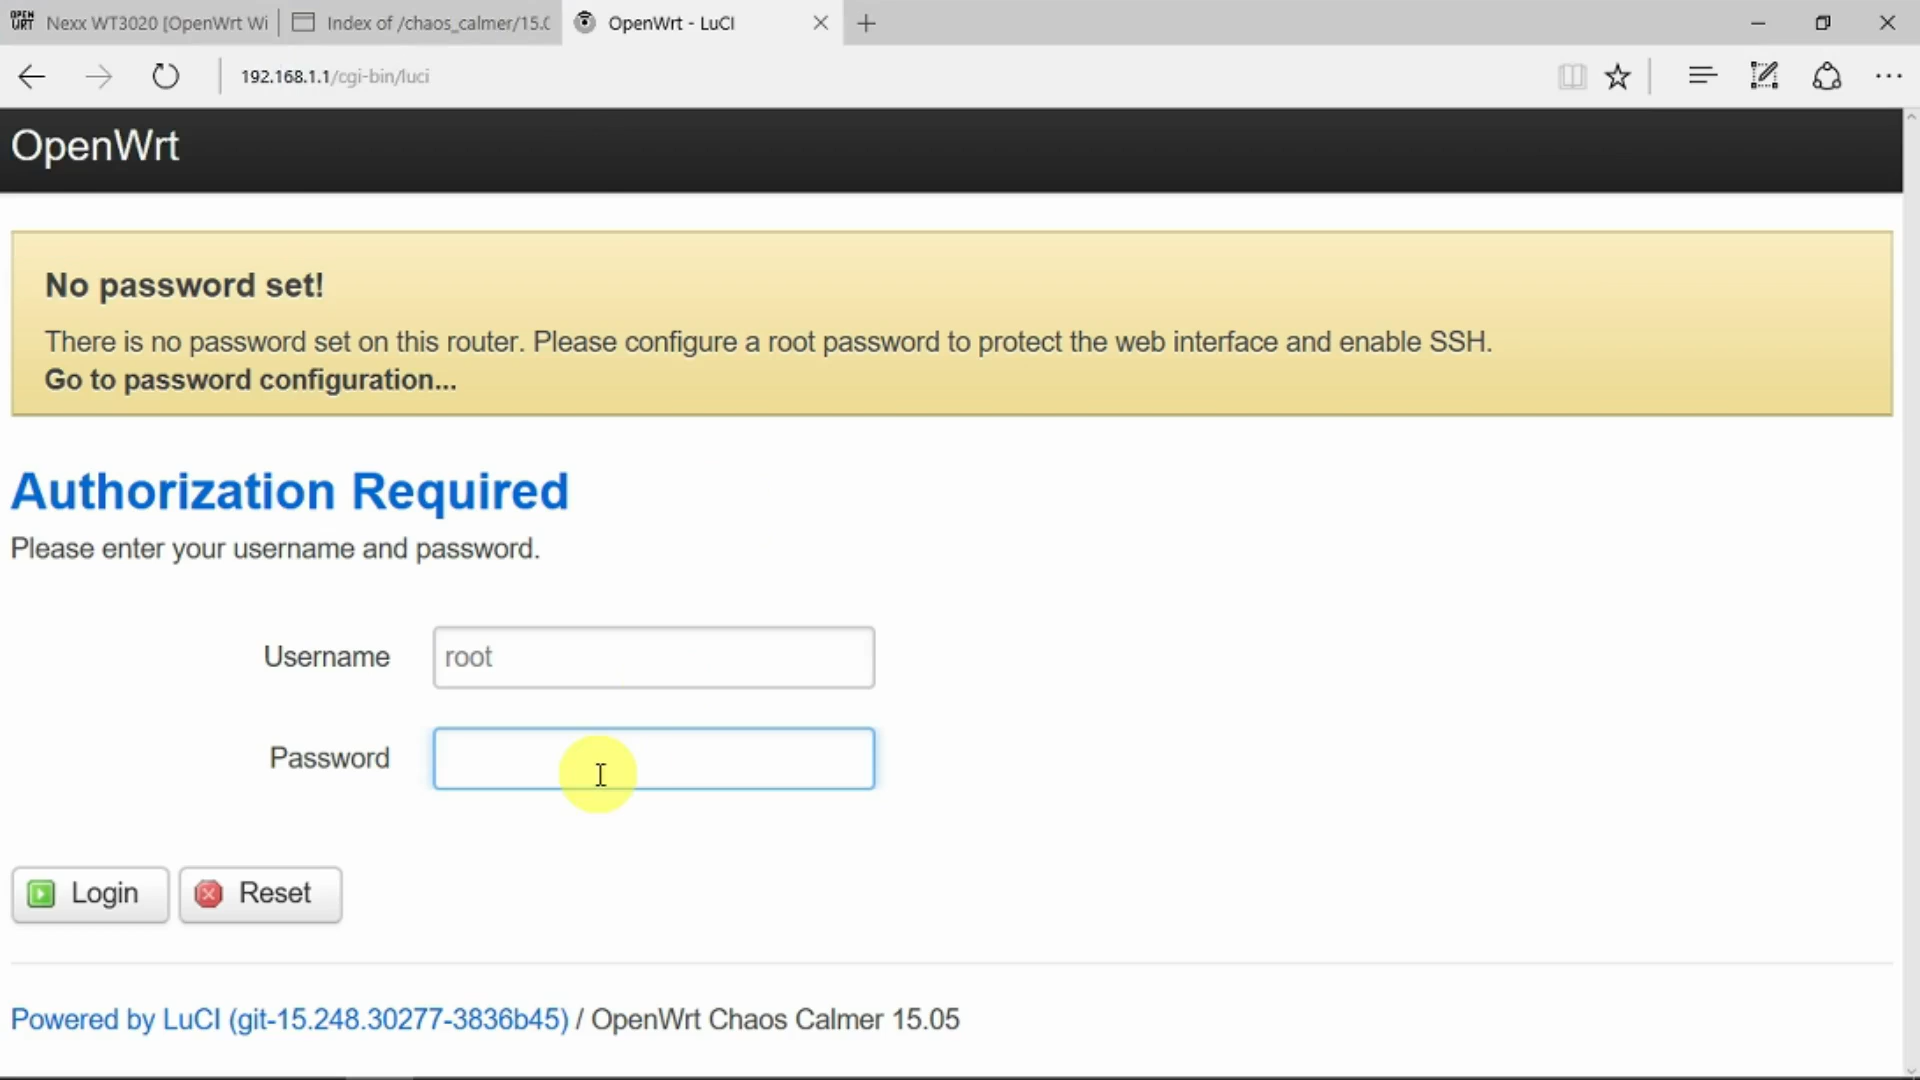 OPEN WRT Nexx WT3020 [OpenWrt Wi
Index of /chaos_calmer/15.0
OpenWrt - LuCI
192.168.1.1/cgi-bin/luci
OpenWrt
No password set!
There is no password set on this router. Please configure a root password to protect the web interface and enable SSH.
Go to password configuration...
Authorization Required
Please enter your username and password.
Username root
Password
Login Reset
Powered by LuCI (git-15.248.30277-3836b45) / OpenWrt Chaos Calmer 15.05